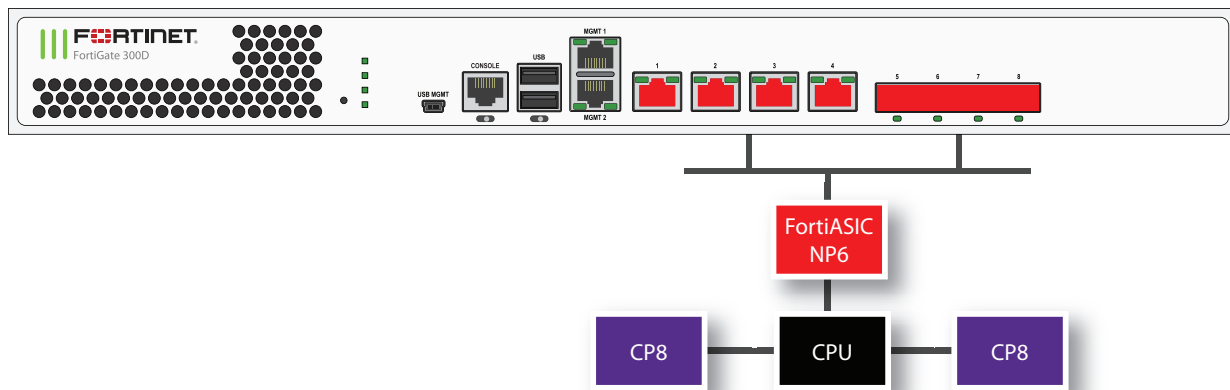 FORTINET
FortiGate 300D
USB MGMT
CONSOLE
USB
MGMT 1
MGMT 2
1 2 3 4
5 6 7 8
FortiASIC
NP6
CP8 CPU CP8